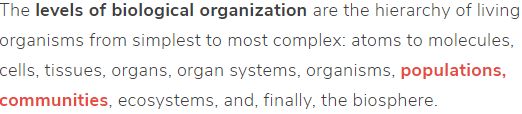 The levels of biological organization are the hierarchy of living
organisms from simplest to most complex: atoms to molecules,
cells, tissues, organs, organ systems, organisms, populations,
communities, ecosystems, and, finally, the biosphere.